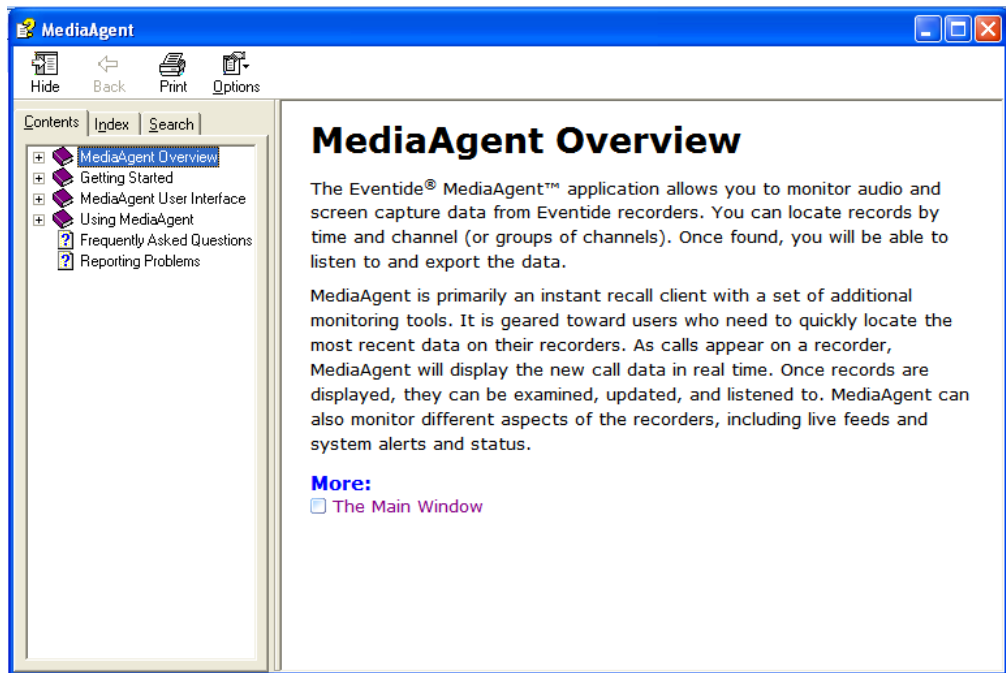 MediaAgent
Hide Back Print Options
Contents Index Search
MediaAgent Overview
Getting Started
MediaAgent User Interface
Using MediaAgent
Frequently Asked Questions
Reporting Problems
MediaAgent Overview
The Eventide® MediaAgent™ application allows you to monitor audio and
screen capture data from Eventide recorders. You can locate records by
time and channel (or groups of channels). Once found, you will be able to
listen to and export the data.
MediaAgent is primarily an instant recall client with a set of additional
monitoring tools. It is geared toward users who need to quickly locate the
most recent data on their recorders. As calls appear on a recorder,
MediaAgent will display the new call data in real time. Once records are
displayed, they can be examined, updated, and listened to. MediaAgent can
also monitor different aspects of the recorders, including live feeds and
system alerts and status.
More:
The Main Window